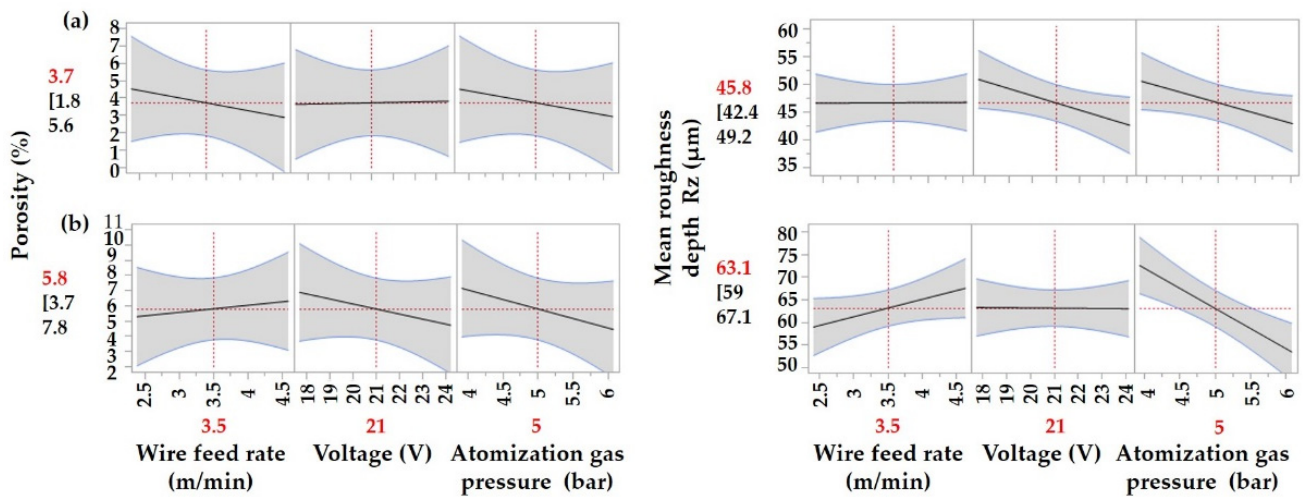 (a)
Porosity (%)
8
7
6
5
4
3
2
1
0
3.7
[1.8
5.6
(b)
11
10
9
8
7
6
5
4
3
2
5.8
[3.7
7.8
2.5 3 3.5 4 4.5
18 19 20 21 22 23 24
4 4.5 5 5.5 6
3.5 21 5
Wire feed rate Voltage (V) Atomization gas
(m/min) pressure (bar)
Mean roughness
depth Rz (μm)
60
55
50
45
40
35
45.8
[42.4
49.2
80
75
70
65
60
55
50
63.1
[59
67.1
2.5 3 3.5 4 4.5
18 19 20 21 22 23 24
4 4.5 5 5.5 6
3.5 21 5
Wire feed rate Voltage (V) Atomization gas
(m/min) pressure (bar)